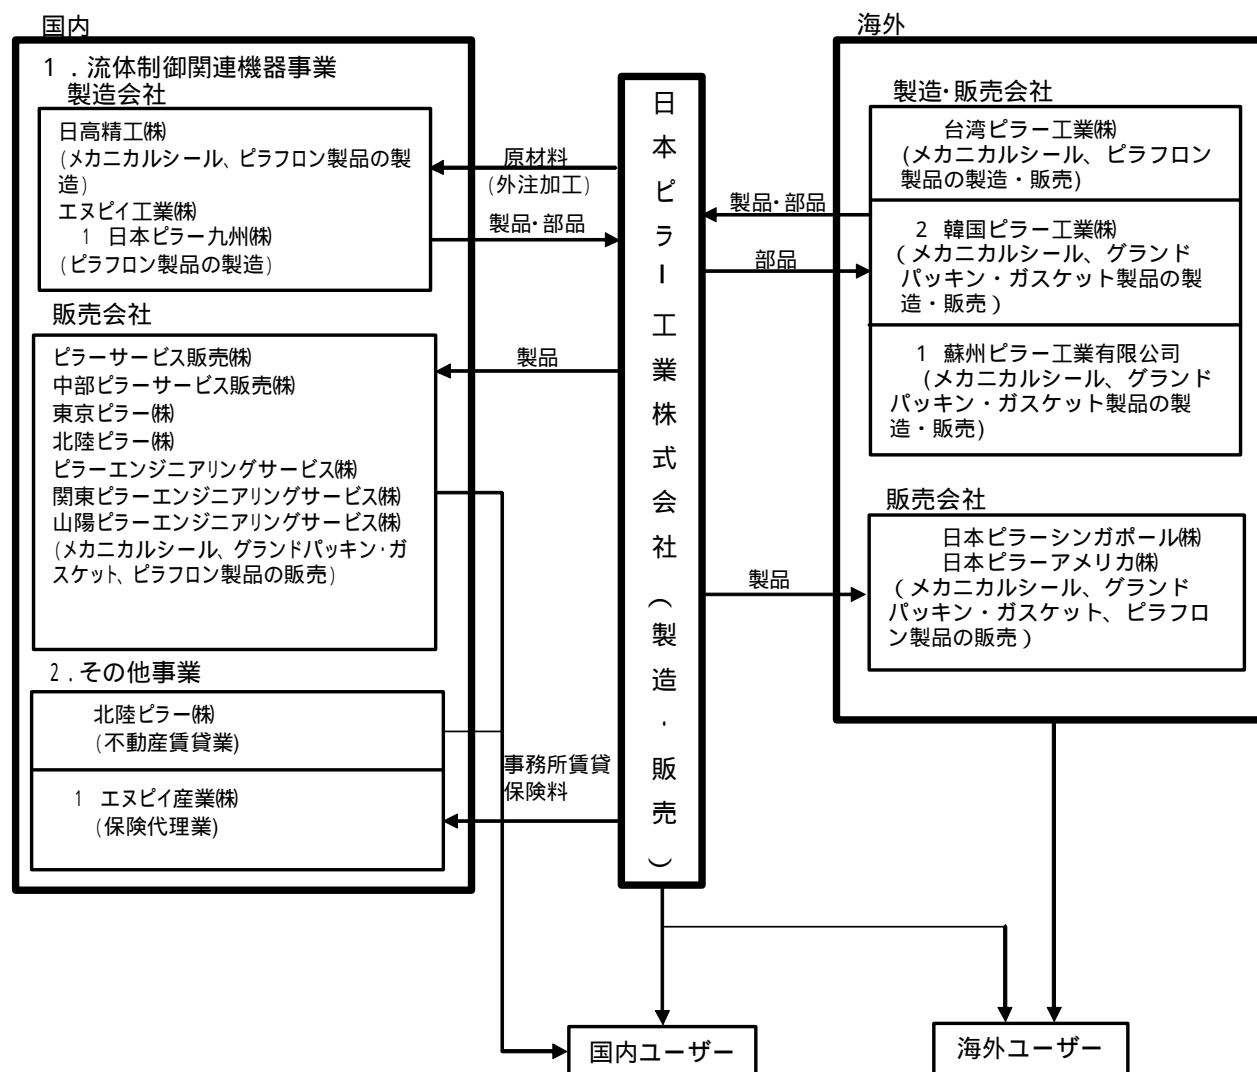 国内
1．流体制御関連機器事業
製造会社
日高精工㈱
(メカニカルシール、ピラフロン製品の製
造)
エヌピイ工業㈱
1 日本ピラー九州㈱
(ピラフロン製品の製造)
販売会社
ピラーサービス販売㈱
中部ピラーサービス販売㈱
東京ピラー㈱
北陸ピラー㈱
ピラーエンジニアリングサービス㈱
関東ピラーエンジニアリングサービス㈱
山陽ピラーエンジニアリングサービス㈱
(メカニカルシール、グランドパッキン・ガ
スケット、ピラフロン製品の販売)
2．その他事業
北陸ピラー㈱
(不動産賃貸業)
1 エヌピイ産業㈱
(保険代理業)
原材料
(外注加工)
製品・部品
製品
事務所賃貸
保険料
日本ピラー工業株式会社（製造・販売）
製品・部品
部品
製品
海外
製造・販売会社
台湾ピラー工業㈱
(メカニカルシール、ピラフロン
製品の製造・販売)
2 韓国ピラー工業㈱
(メカニカルシール、グランド
パッキン・ガスケット製品の製
造・販売)
1 蘇州ピラー工業有限公司
(メカニカルシール、グランド
パッキン・ガスケット製品の製
造・販売)
販売会社
日本ピラーシンガポール㈱
日本ピラーアメリカ㈱
(メカニカルシール、グランド
パッキン・ガスケット、ピラフロ
ン製品の販売)
国内ユーザー
海外ユーザー